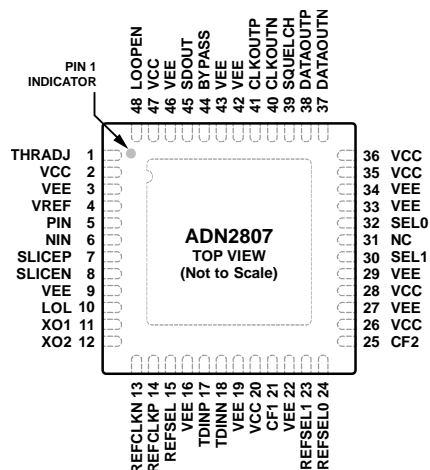 48 LOOPEN
47 VCC
46 VEE
45 SDOUT
44 BYPASS
43 VEE
42 VEE
41 CLKOUTP
40 CLKOUTN
39 SQUELCH
38 DATAOUTP
37 DATAOUTN
PIN 1
INDICATOR
THRADJ 1
VCC 2
VEE 3
VREF 4
PIN 5
NIN 6
SLICEP 7
SLICEN 8
VEE 9
LOL 10
XO1 11
XO2 12
ADN2807
TOP VIEW
(Not to Scale)
36 VCC
35 VCC
34 VEE
33 VEE
32 SEL0
31 NC
30 SEL1
29 VEE
28 VCC
27 VEE
26 VCC
25 CF2
REFCLKN 13
REFCLKP 14
REFSEL 15
VEE 16
TDINP 17
TDINN 18
VEE 19
VCC 20
CF1 21
VEE 22
REFSEL1 23
REFSEL0 24